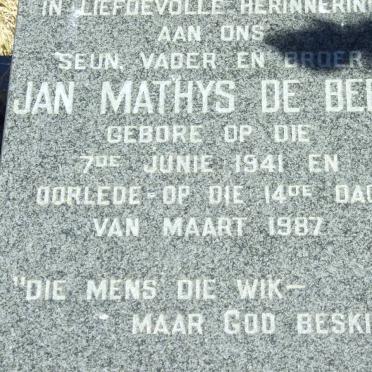 IN LIEFDEVOLLE HERINNERING
AAN ONS
SEUN, VADER EN BROER
JAN MATHYS DE BE
GEBORE OP DIE
7DE JUNIE 1941 EN
OORLEDE OP DIE 14DE DAG
VAN MAART 1987
"DIE MENS DIE WIK—
MAAR GOD BESKI